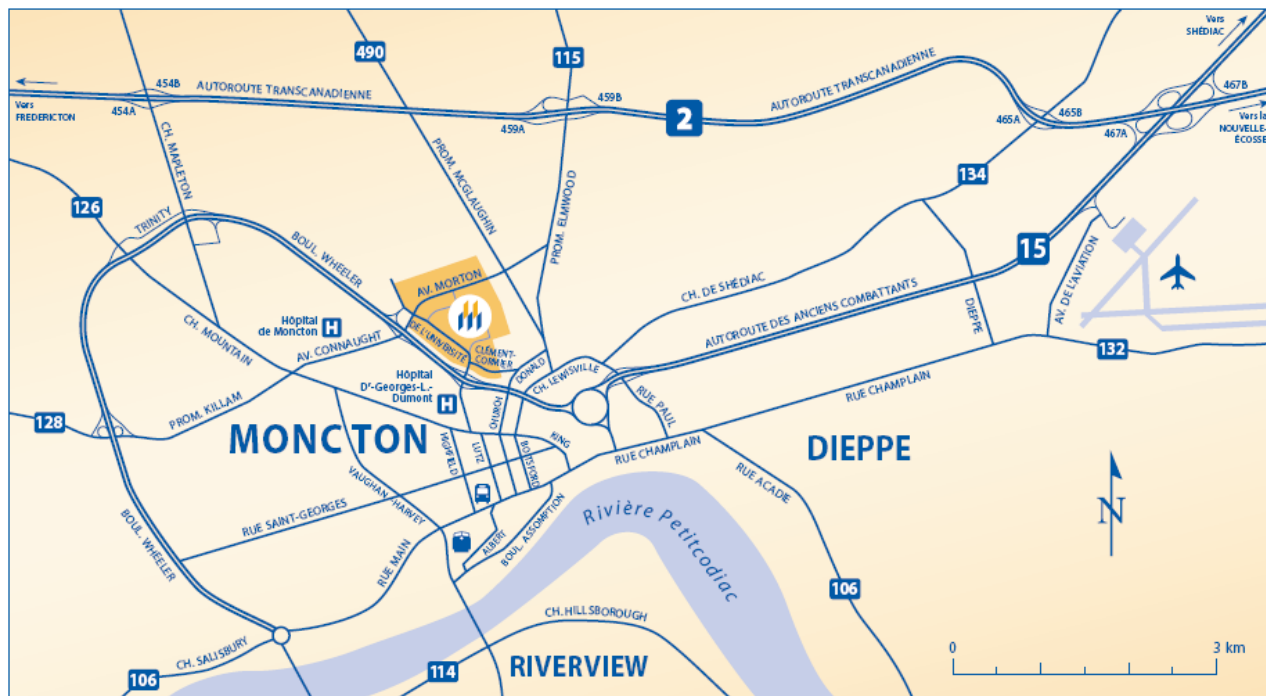 Vers
SHÉDIAC
490
115
454B
AUTOROUTE TRANSCANADIENNE
Vers
FREDERICTON
454A
459B
459A
2
AUTOROUTE TRANSCANADIENNE
465A
465B
467B
467A
Vers la
NOUVELLE-
ÉCOSSE
CH. MAPLETON
PROM. MCGLAUGHIN
PROM. ELMWOOD
134
126
TRINITY
BOUL. WHEELER
15
AV. MORTON
CH. DE SHÉDIAC
AV. DE L'AVIATION
Hôpital
de Moncton
H
DE L'UNIVERSITÉ
CLÉMENT-
CORMIER
AUTOROUTE DES ANCIENS COMBATTANTS
DIEPPE
CH. MOUNTAIN
AV. CONNAUGHT
132
Hôpital
Dr-Georges-L.-
Dumont
H
DONALD
CH. LEWISVILLE
RUE PAUL
RUE CHAMPLAIN
128
PROM. KILLAM
MONCTON
CHURCH
HIGHFIELD
LUTZ
BOTSFORD
KING
RUE CHAMPLAIN
DIEPPE
RUE ACADIE
VAUGHAN-HARVEY
RUE SAINT-GEORGES
Rivière Petitcodiac
N
BOUL. WHEELER
RUE MAIN
ALBERT
BOUL. ASSOMPTION
106
CH. HILLSBOROUGH
CH. SALISBURY
106
114
RIVERVIEW
0
3 km